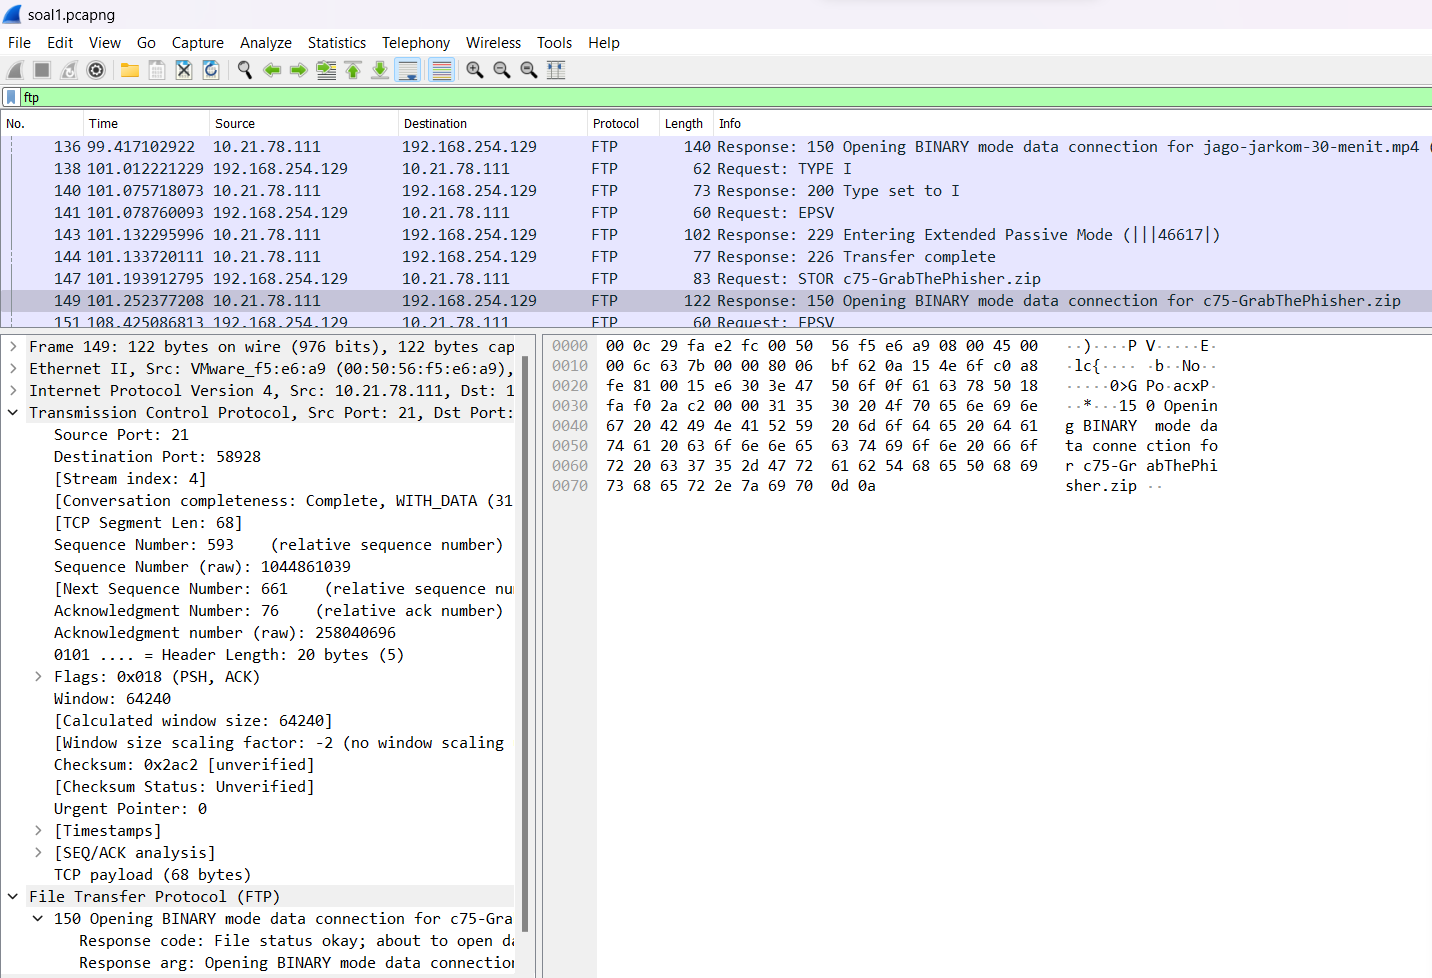 soal1.pcapng
File Edit View Go Capture Analyze Statistics Telephony Wireless Tools Help
ftp
No. Time Source Destination Protocol Length Info
136 99.417102922 10.21.78.111 192.168.254.129 FTP 140 Response: 150 Opening BINARY mode data connection for jago-jarkom-30-menit.mp4 (
138 101.012221229 192.168.254.129 10.21.78.111 FTP 62 Request: TYPE I
140 101.075718073 10.21.78.111 192.168.254.129 FTP 73 Response: 200 Type set to I
141 101.078760093 192.168.254.129 10.21.78.111 FTP 60 Request: EPSV
143 101.132295996 10.21.78.111 192.168.254.129 FTP 102 Response: 229 Entering Extended Passive Mode (|||46617|)
144 101.133720111 10.21.78.111 192.168.254.129 FTP 77 Response: 226 Transfer complete
147 101.193912795 192.168.254.129 10.21.78.111 FTP 83 Request: STOR c75-GrabThePhisher.zip
149 101.252377208 10.21.78.111 192.168.254.129 FTP 122 Response: 150 Opening BINARY mode data connection for c75-GrabThePhisher.zip
151 108.425086813 192.168.254.129 10.21.78.111 FTP 60 Request: EPSV
Frame 149: 122 bytes on wire (976 bits), 122 bytes cap
Ethernet II, Src: VMware_f5:e6:a9 (00:50:56:f5:e6:a9),
Internet Protocol Version 4, Src: 10.21.78.111, Dst: 1
Transmission Control Protocol, Src Port: 21, Dst Port:
Source Port: 21
Destination Port: 58928
[Stream index: 4]
[Conversation completeness: Complete, WITH_DATA (31
[TCP Segment Len: 68]
Sequence Number: 593 (relative sequence number)
Sequence Number (raw): 1044861039
[Next Sequence Number: 661 (relative sequence nu
Acknowledgment Number: 76 (relative ack number)
Acknowledgment number (raw): 258040696
0101 .... = Header Length: 20 bytes (5)
Flags: 0x018 (PSH, ACK)
Window: 64240
[Calculated window size: 64240]
[Window size scaling factor: -2 (no window scaling
Checksum: 0x2ac2 [unverified]
[Checksum Status: Unverified]
Urgent Pointer: 0
[Timestamps]
[SEQ/ACK analysis]
TCP payload (68 bytes)
File Transfer Protocol (FTP)
150 Opening BINARY mode data connection for c75-Gra
Response code: File status okay; about to open da
Response arg: Opening BINARY mode data connection
0000 00 0c 29 fa e2 fc 00 50 56 f5 e6 a9 08 00 45 00 ··)····P V·····E·
0010 00 6c 63 7b 00 00 80 06 bf 62 0a 15 4e 6f c0 a8 ·lc{···· ·b··No··
0020 fe 81 00 15 e6 30 3e 47 50 6f 0f 61 63 78 50 18 ·····0>G Po·acxP·
0030 fa f0 2a c2 00 00 31 35 30 20 4f 70 65 6e 69 6e ··*···15 0 Openin
0040 67 20 42 49 4e 41 52 59 20 6d 6f 64 65 20 64 61 g BINARY mode da
0050 74 61 20 63 6f 6e 6e 65 63 74 69 6f 6e 20 66 6f ta conne ction fo
0060 72 20 63 37 35 2d 47 72 61 62 54 68 65 50 68 69 r c75-Gr abThePhi
0070 73 68 65 72 2e 7a 69 70 0d 0a sher.zip ··